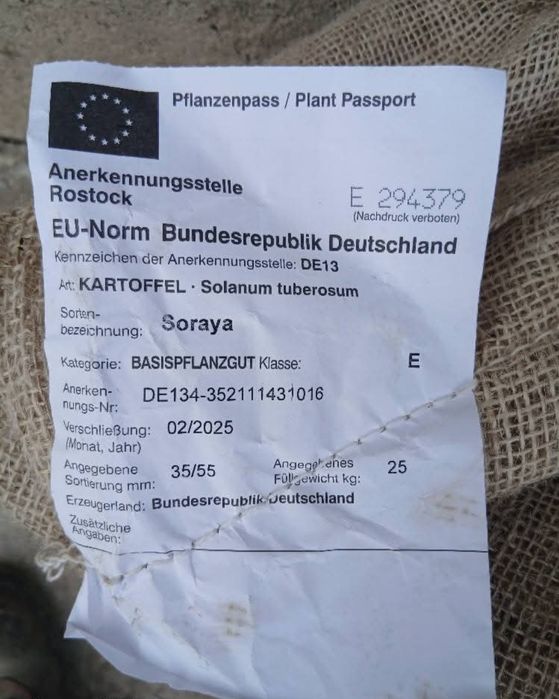 Pflanzenpass / Plant Passport
Anerkennungsstelle
Rostock
E 294379
(Nachdruck verboten)
EU-Norm Bundesrepublik Deutschland
Kennzeichen der Anerkennungsstelle: DE13
Art: KARTOFFEL · Solanum tuberosum
Sorten-
bezeichnung: Soraya
Kategorie: BASISPFLANZGUT Klasse: E
Anerken-
nungs-Nr: DE134-352111431016
Verschließung: 02/2025
(Monat, Jahr)
Angegebene
Sortierung mm: 35/55
Angegebenes
Füllgewicht kg: 25
Erzeugerland: Bundesrepublik Deutschland
Zusätzliche
Angaben: